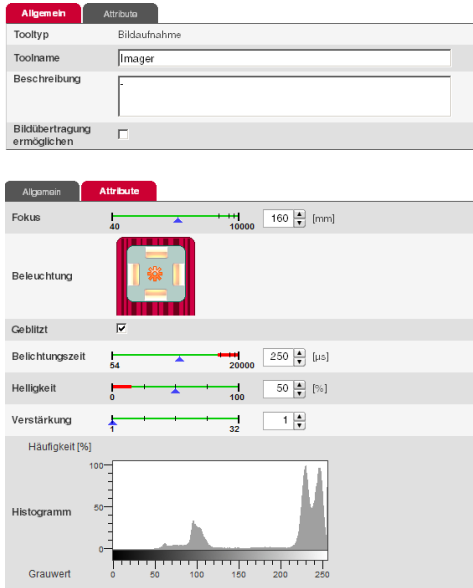 Allgemein Attribute
Tooltyp Bildaufnahme
Toolname Imager
Beschreibung -
Bildübertragung
ermöglichen
Allgemein Attribute
Fokus 160 [mm]
40 10000
Beleuchtung
Geblitzt
Belichtungszeit 250 [µs]
54 20000
Helligkeit 50 [%]
0 100
Verstärkung 1
1 32
Häufigkeit [%]
100
Histogramm 50
0
Grauwert 0 50 100 150 200 250